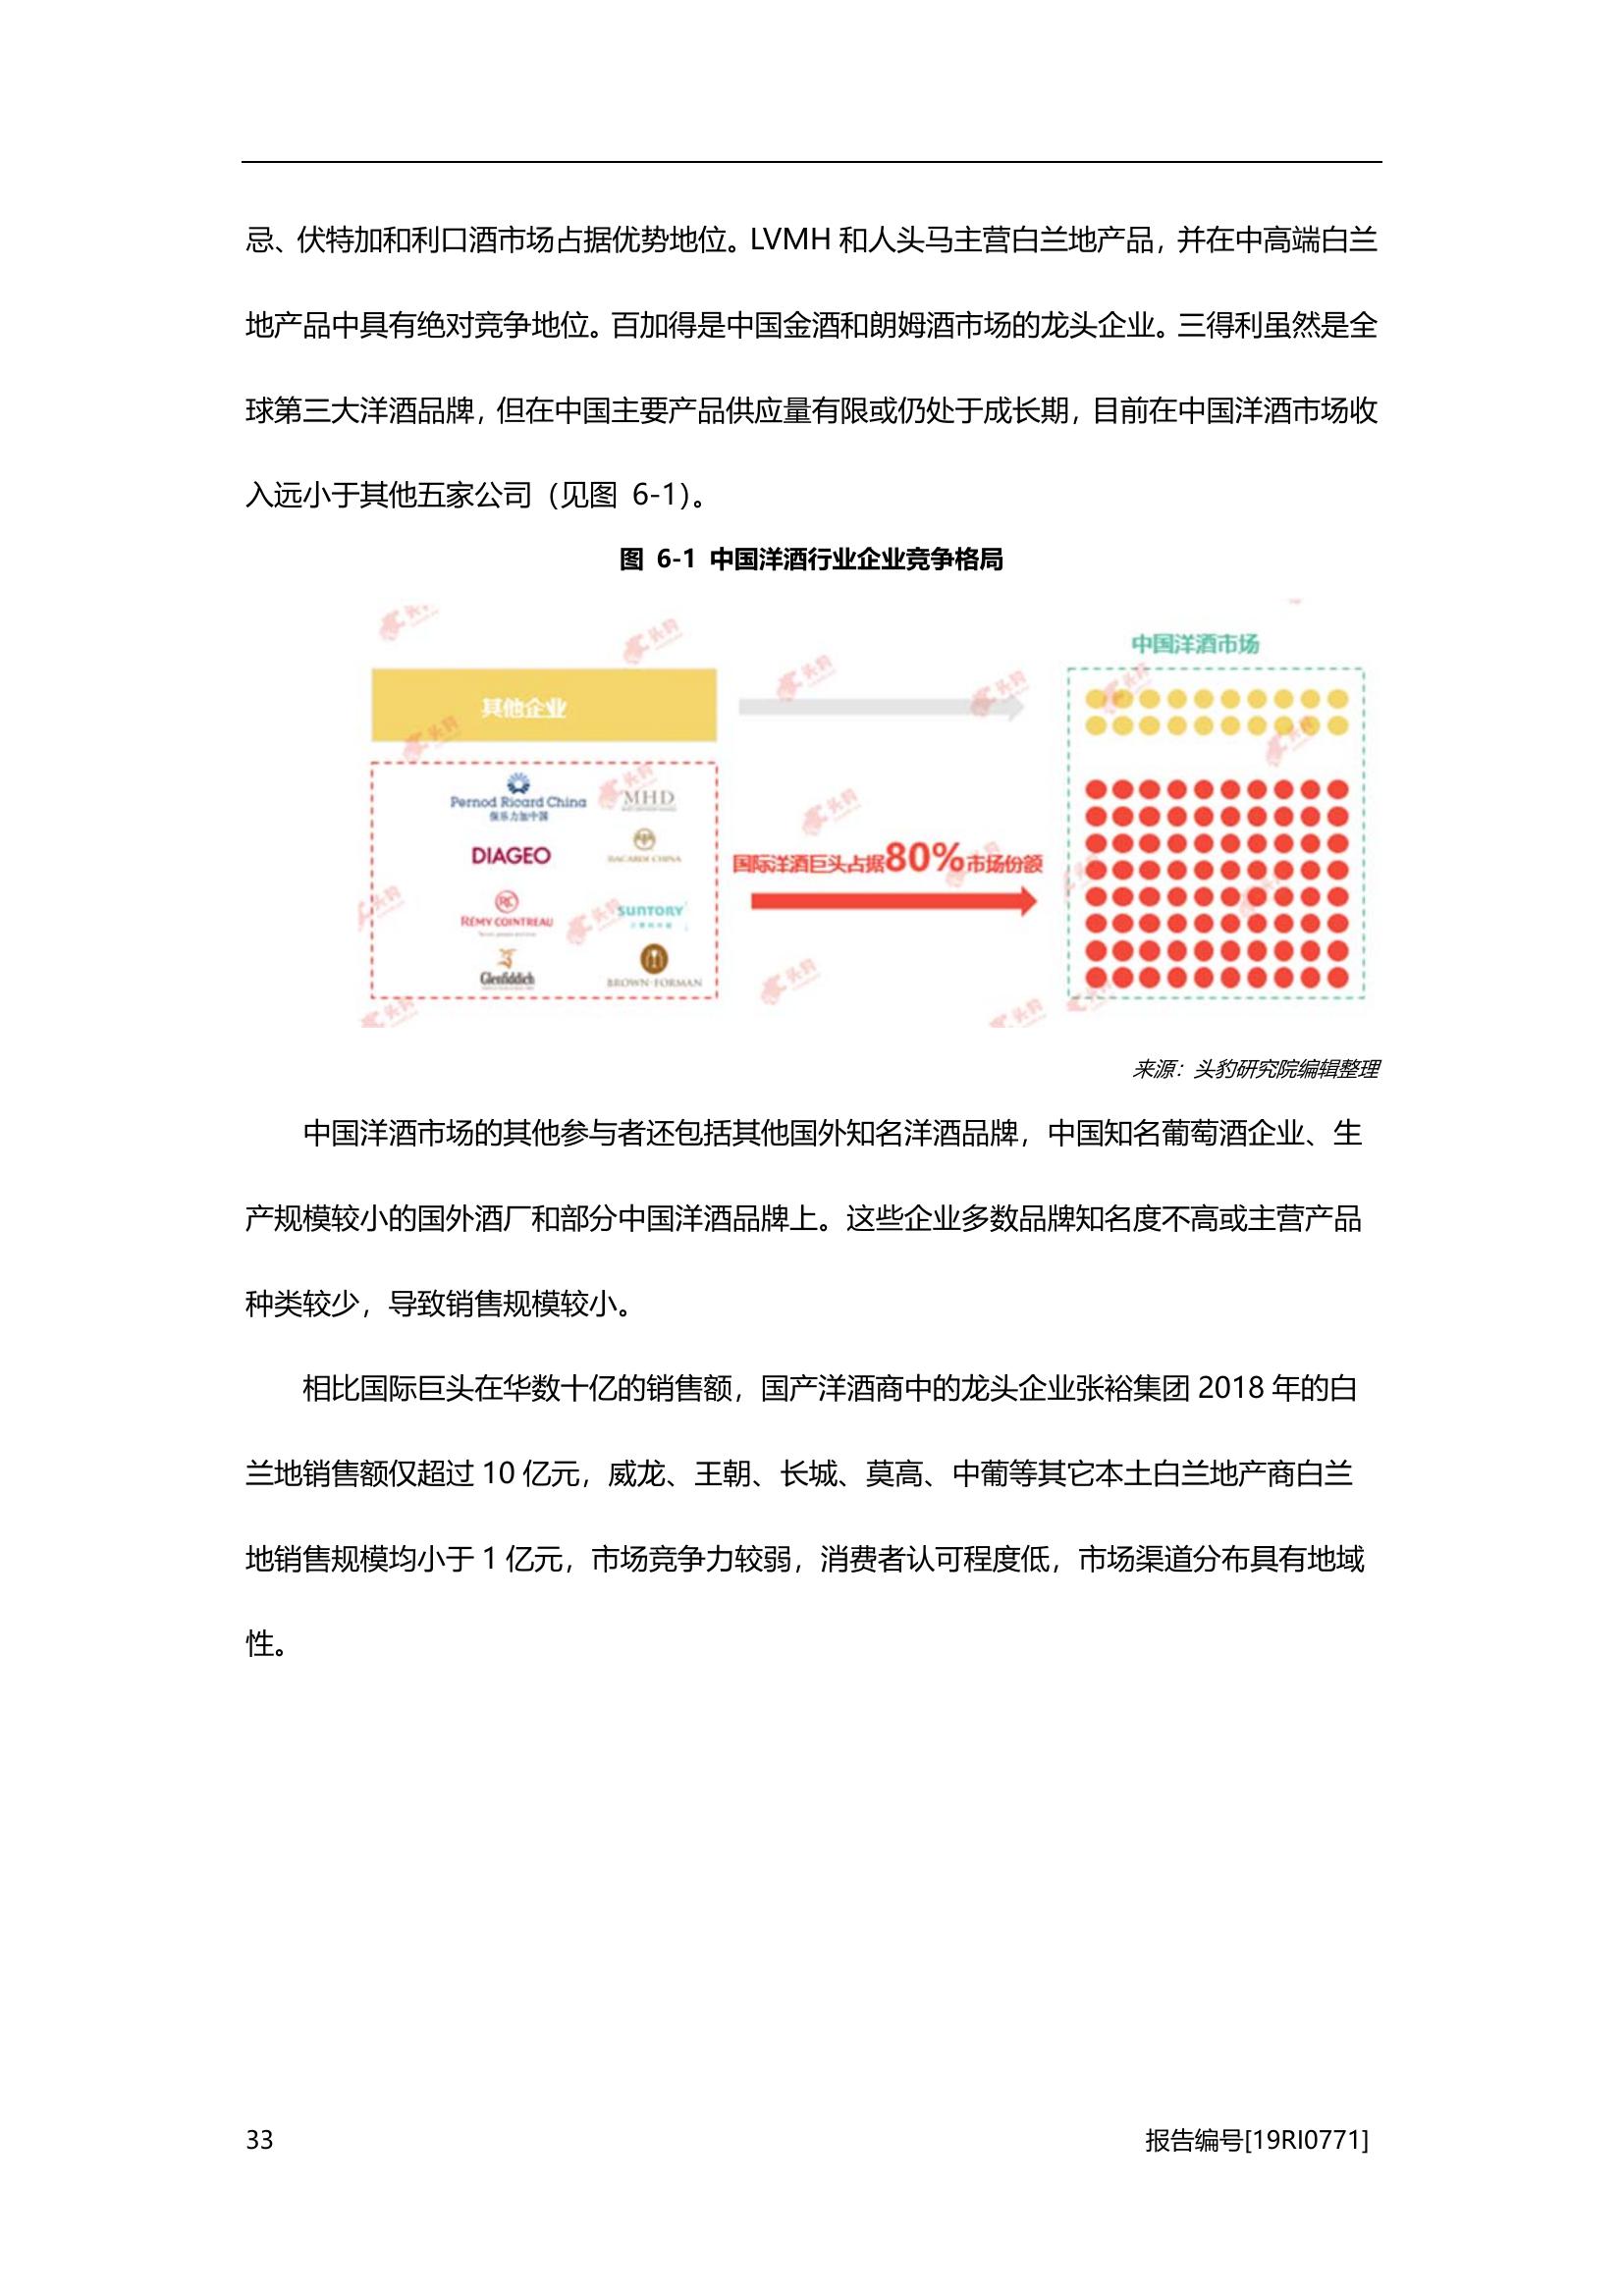 忌、伏特加和利口酒市场占据优势地位。LVMH 和人头马主营白兰地产品，并在中高端白兰
地产品中具有绝对竞争地位。百加得是中国金酒和朗姆酒市场的龙头企业。三得利虽然是全
球第三大洋酒品牌，但在中国主要产品供应量有限或仍处于成长期，目前在中国洋酒市场收
入远小于其他五家公司（见图 6-1）。
图 6-1 中国洋酒行业企业竞争格局
中国洋酒市场
其他企业
Pernod Ricard China
保乐力加中国
MHD
DIAGEO
BACARDI CHINA
国际洋酒巨头占据80%市场份额
RÉMY COINTREAU
SUNTORY
Glenfiddich
BROWN-FORMAN
头豹
来源：头豹研究院编辑整理
中国洋酒市场的其他参与者还包括其他国外知名洋酒品牌，中国知名葡萄酒企业、生
产规模较小的国外酒厂和部分中国洋酒品牌上。这些企业多数品牌知名度不高或主营产品
种类较少，导致销售规模较小。
相比国际巨头在华数十亿的销售额，国产洋酒商中的龙头企业张裕集团 2018 年的白
兰地销售额仅超过 10 亿元，威龙、王朝、长城、莫高、中葡等其它本土白兰地产商白兰
地销售规模均小于 1 亿元，市场竞争力较弱，消费者认可程度低，市场渠道分布具有地域
性。
33
报告编号[19RI0771]